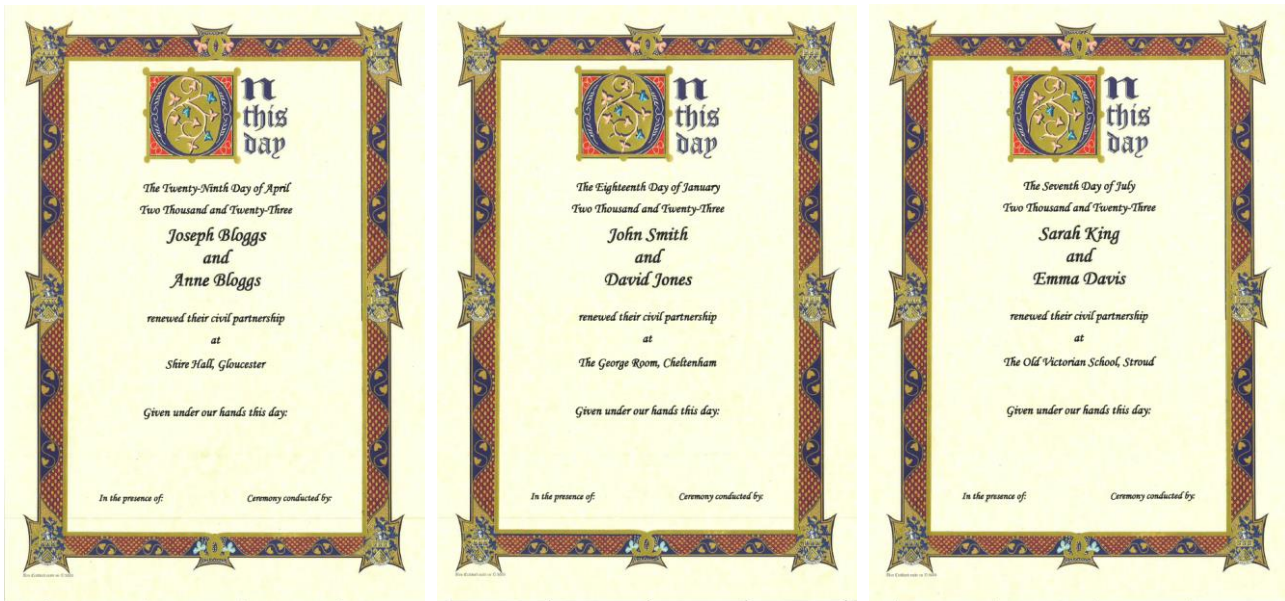 On
this
day
The Twenty-Ninth Day of April
Two Thousand and Twenty-Three
Joseph Bloggs
and
Anne Bloggs
renewed their civil partnership
at
Shire Hall, Gloucester
Given under our hands this day:
In the presence of:
Ceremony conducted by:
On
this
day
The Eighteenth Day of January
Two Thousand and Twenty-Three
John Smith
and
David Jones
renewed their civil partnership
at
The George Room, Cheltenham
Given under our hands this day:
In the presence of:
Ceremony conducted by:
On
this
day
The Seventh Day of July
Two Thousand and Twenty-Three
Sarah King
and
Emma Davis
renewed their civil partnership
at
The Old Victorian School, Stroud
Given under our hands this day:
In the presence of:
Ceremony conducted by: